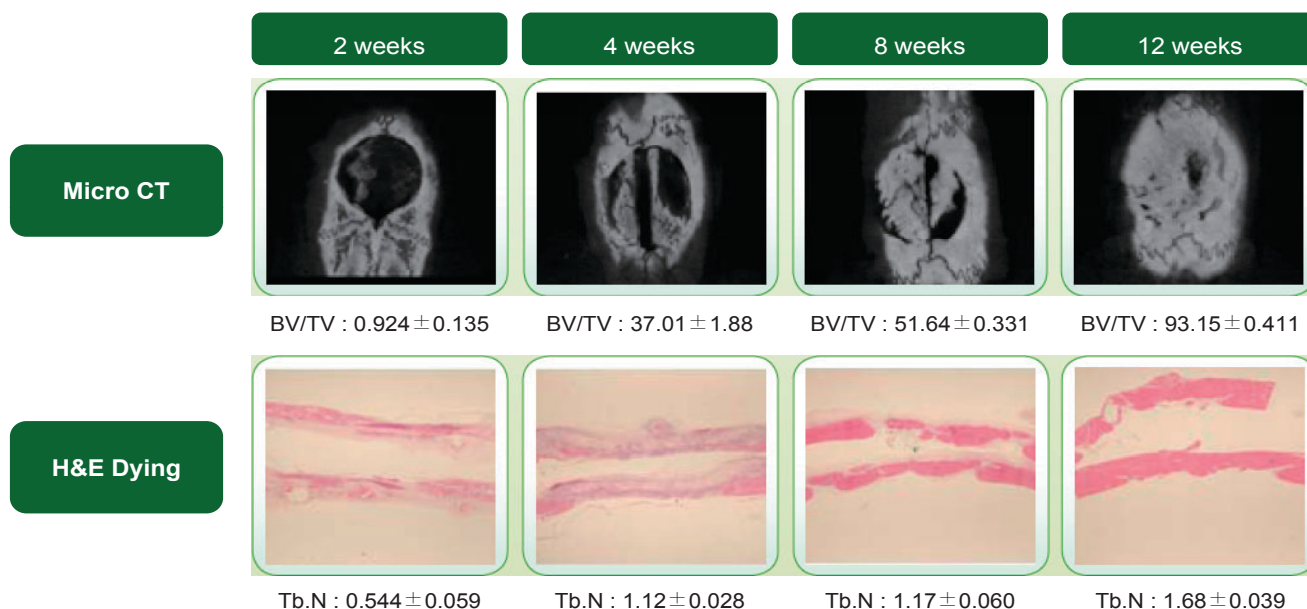 2 weeks 4 weeks 8 weeks 12 weeks
Micro CT
BV/TV : 0.924±0.135 BV/TV : 37.01±1.88 BV/TV : 51.64±0.331 BV/TV : 93.15±0.411
H&E Dying
Tb.N : 0.544±0.059 Tb.N : 1.12±0.028 Tb.N : 1.17±0.060 Tb.N : 1.68±0.039